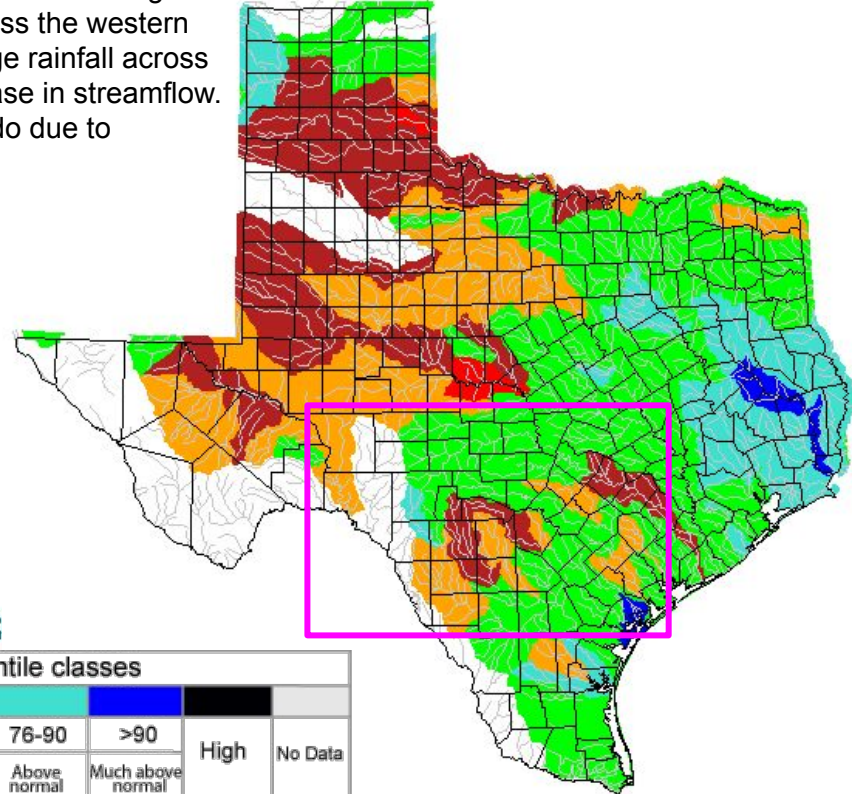 ss the western
ge rainfall across
ase in streamflow.
do due to
ntile classes
76-90 >90 High No Data
Above normal Much above normal